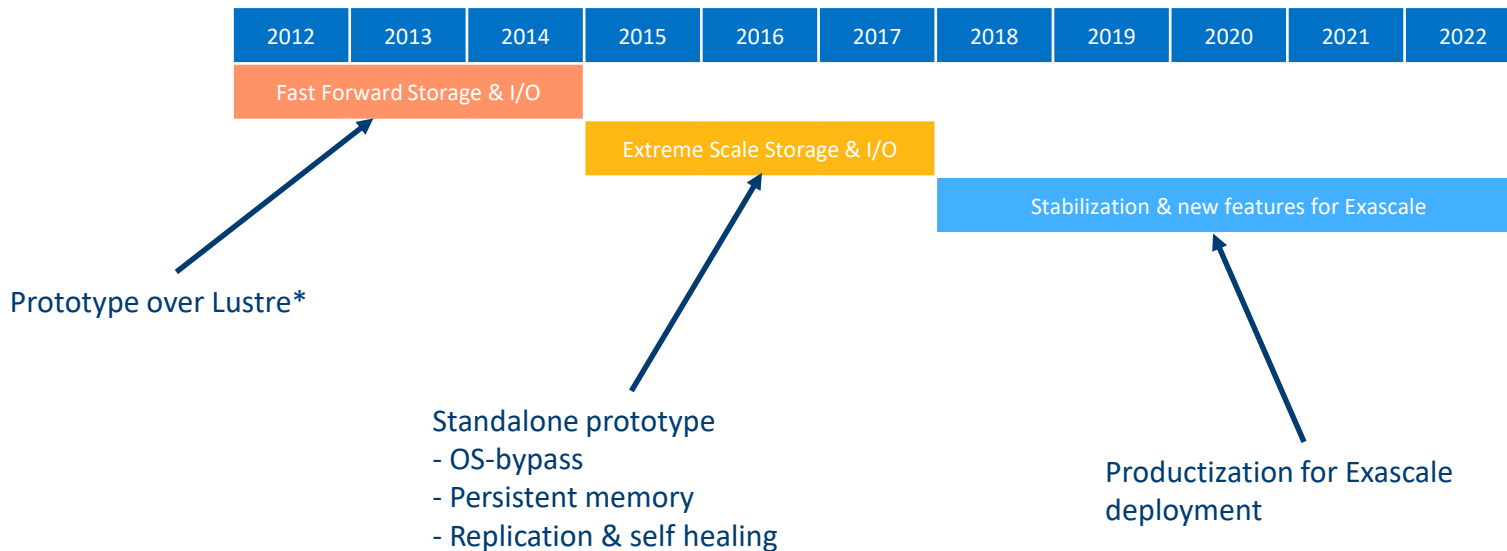 2012 2013 2014 2015 2016 2017 2018 2019 2020 2021 2022
Fast Forward Storage & I/O
Extreme Scale Storage & I/O
Stabilization & new features for Exascale
Prototype over Lustre*
Standalone prototype
- OS-bypass
- Persistent memory
- Replication & self healing
Productization for Exascale
deployment